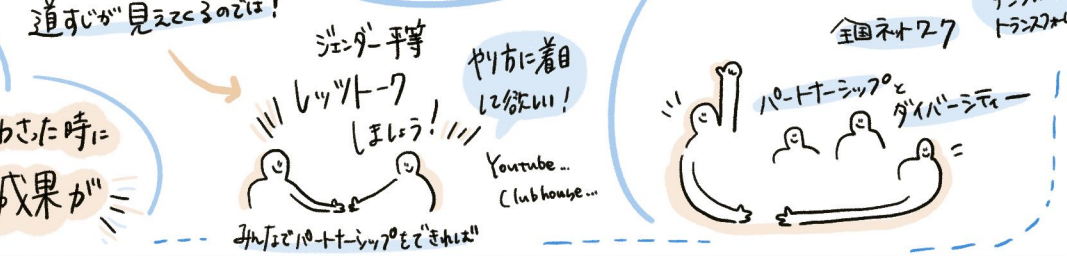 道すじが見えてくるのでは!
わさった時に
成果が
ジェンダー平等
レッツトーク
しましょう!
やり方に着目
して欲しい!
Youtube...
Clubhouse...
みんなでパートナーシップをできれば
全国ネットワーク
トランスフォー
パートナーシップと
ダイバーシティー